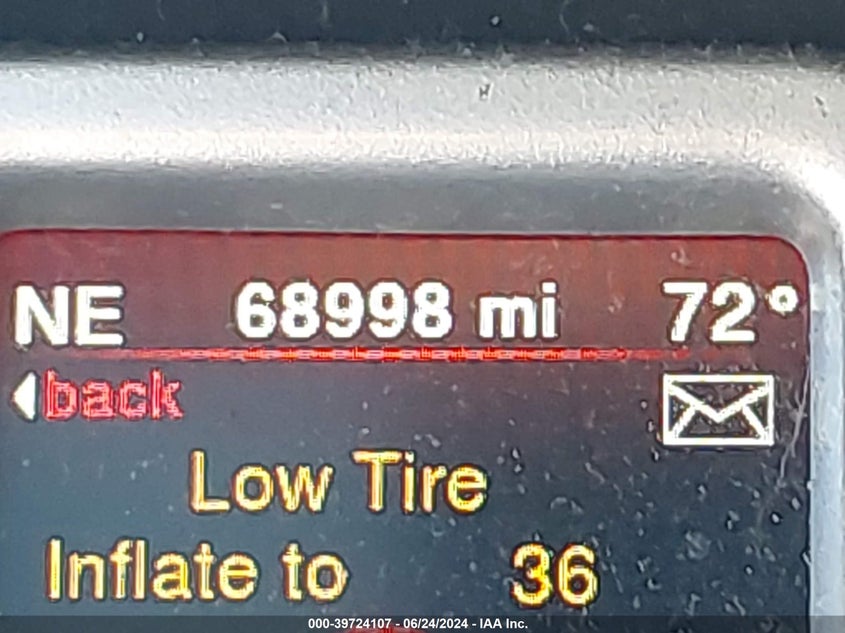 NE 68998 mi 72°
back
Low Tire
Inflate to 36
000-39724107 - 06/24/2024 - IAA Inc.